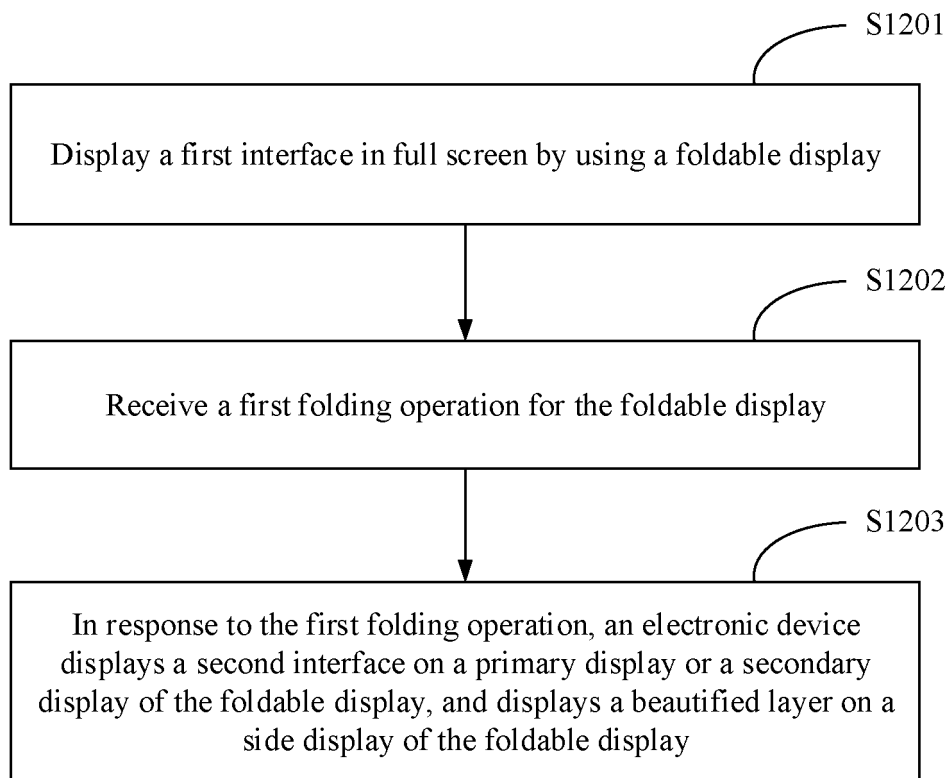 S1201
Display a first interface in full screen by using a foldable display
S1202
Receive a first folding operation for the foldable display
S1203
In response to the first folding operation, an electronic device
displays a second interface on a primary display or a secondary
display of the foldable display, and displays a beautified layer on a
side display of the foldable display